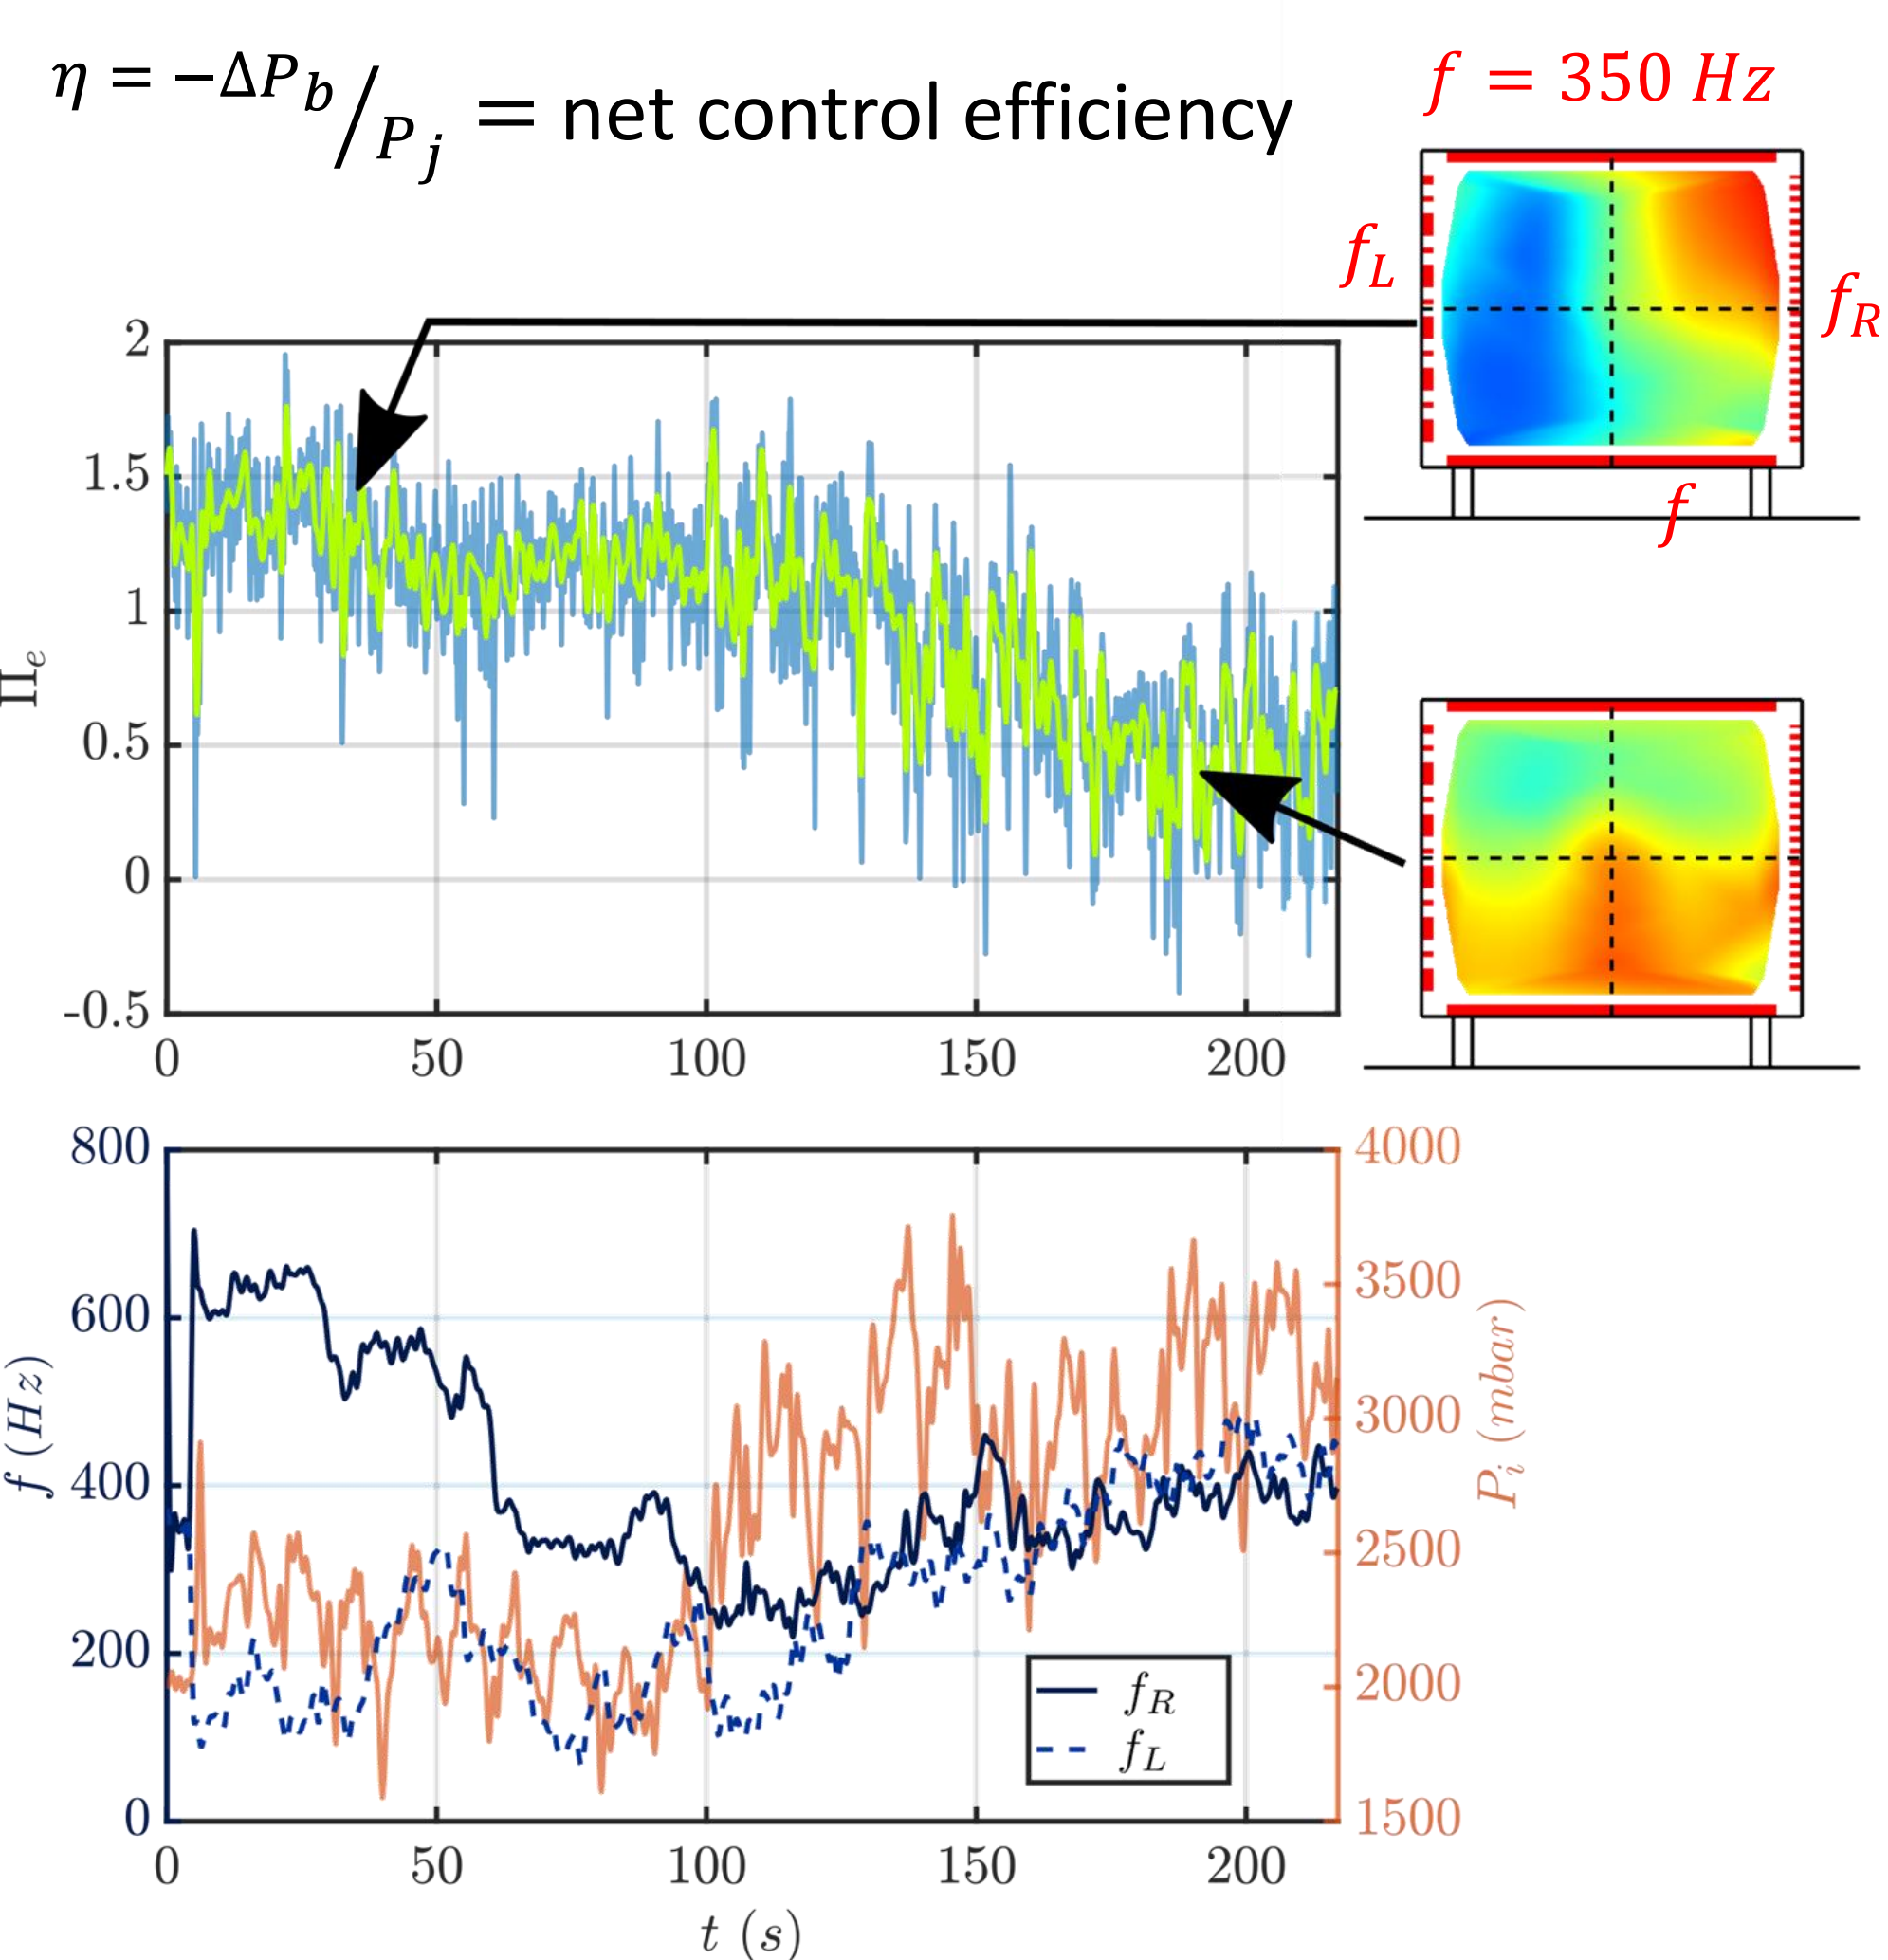 η = −ΔP_b/P_j = net control efficiency
f = 350 Hz
f_L
f_R
f
2
1.5
1
0.5
0
-0.5
Π_e
0 50 100 150 200
800
600
400
200
0
f (Hz)
4000
3500
3000
2500
2000
1500
P_i (mbar)
f_R
f_L
0 50 100 150 200
t (s)